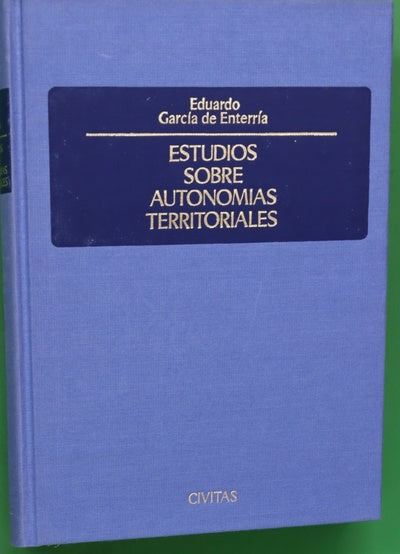 Eduardo
García de Enterría
ESTUDIOS
SOBRE
AUTONOMIAS
TERRITORIALES
CIVITAS